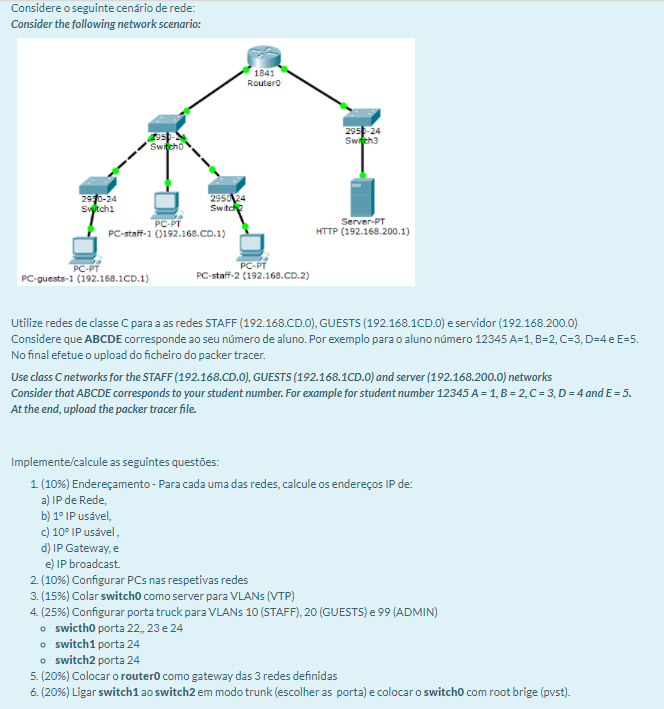 Considere o seguinte cenário de rede:
Consider the following network scenario:
1841
Router0
2950-24
Switch0
2950-24
Switch3
2950-24
Switch1
2950-24
Switch2
PC-PT
PC-staff-1 ()192.168.CD.1)
Server-PT
HTTP (192.168.200.1)
PC-PT
PC-guests-1 (192.168.1CD.1)
PC-PT
PC-staff-2 (192.168.CD.2)
Utilize redes de classe C para a as redes STAFF (192.168.CD.0), GUESTS (192.168.1CD.0) e servidor (192.168.200.0)
Considere que ABCDE corresponde ao seu número de aluno. Por exemplo para o aluno número 12345 A=1, B=2, C=3, D=4 e E=5.
No final efetue o upload do ficheiro do packer tracer.
Use class C networks for the STAFF (192.168.CD.0), GUESTS (192.168.1CD.0) and server (192.168.200.0) networks
Consider that ABCDE corresponds to your student number. For example for student number 12345 A = 1, B = 2, C = 3, D = 4 and E = 5.
At the end, upload the packer tracer file.
Implemente/calcule as seguintes questões:
1. (10%) Endereçamento - Para cada uma das redes, calcule os endereços IP de:
a) IP de Rede,
b) 1º IP usável,
c) 10º IP usável ,
d) IP Gateway, e
e) IP broadcast.
2. (10%) Configurar PCs nas respetivas redes
3. (15%) Colar switch0 como server para VLANs (VTP)
4. (25%) Configurar porta truck para VLANs 10 (STAFF), 20 (GUESTS) e 99 (ADMIN)
swicth0 porta 22,, 23 e 24
switch1 porta 24
switch2 porta 24
5. (20%) Colocar o router0 como gateway das 3 redes definidas
6. (20%) Ligar switch1 ao switch2 em modo trunk (escolher as porta) e colocar o switch0 com root brige (pvst).